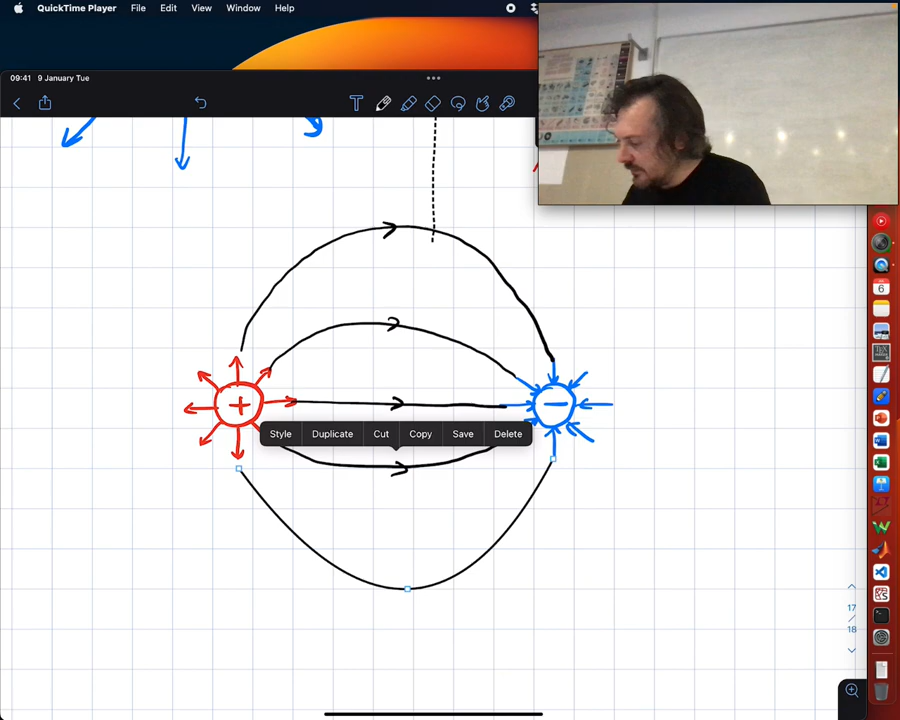 QuickTime Player File Edit View Window Help
09:41 9 January Tue
T
+
−
Style Duplicate Cut Copy Save Delete
6
17
/
18